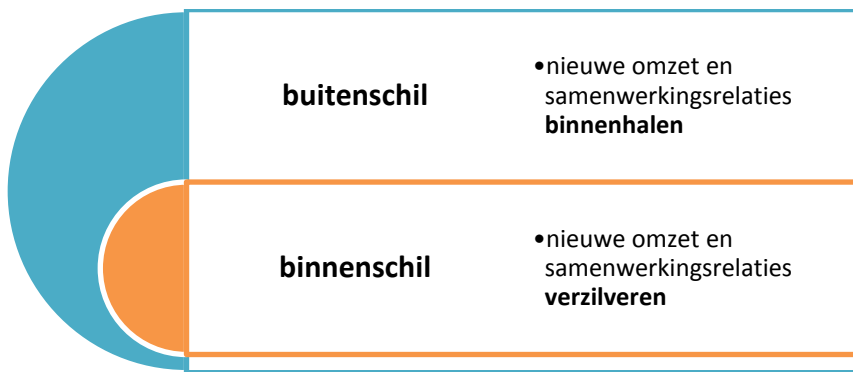 buitenschil
•nieuwe omzet en
samenwerkingsrelaties
binnenhalen
binnenschil
•nieuwe omzet en
samenwerkingsrelaties
verzilveren